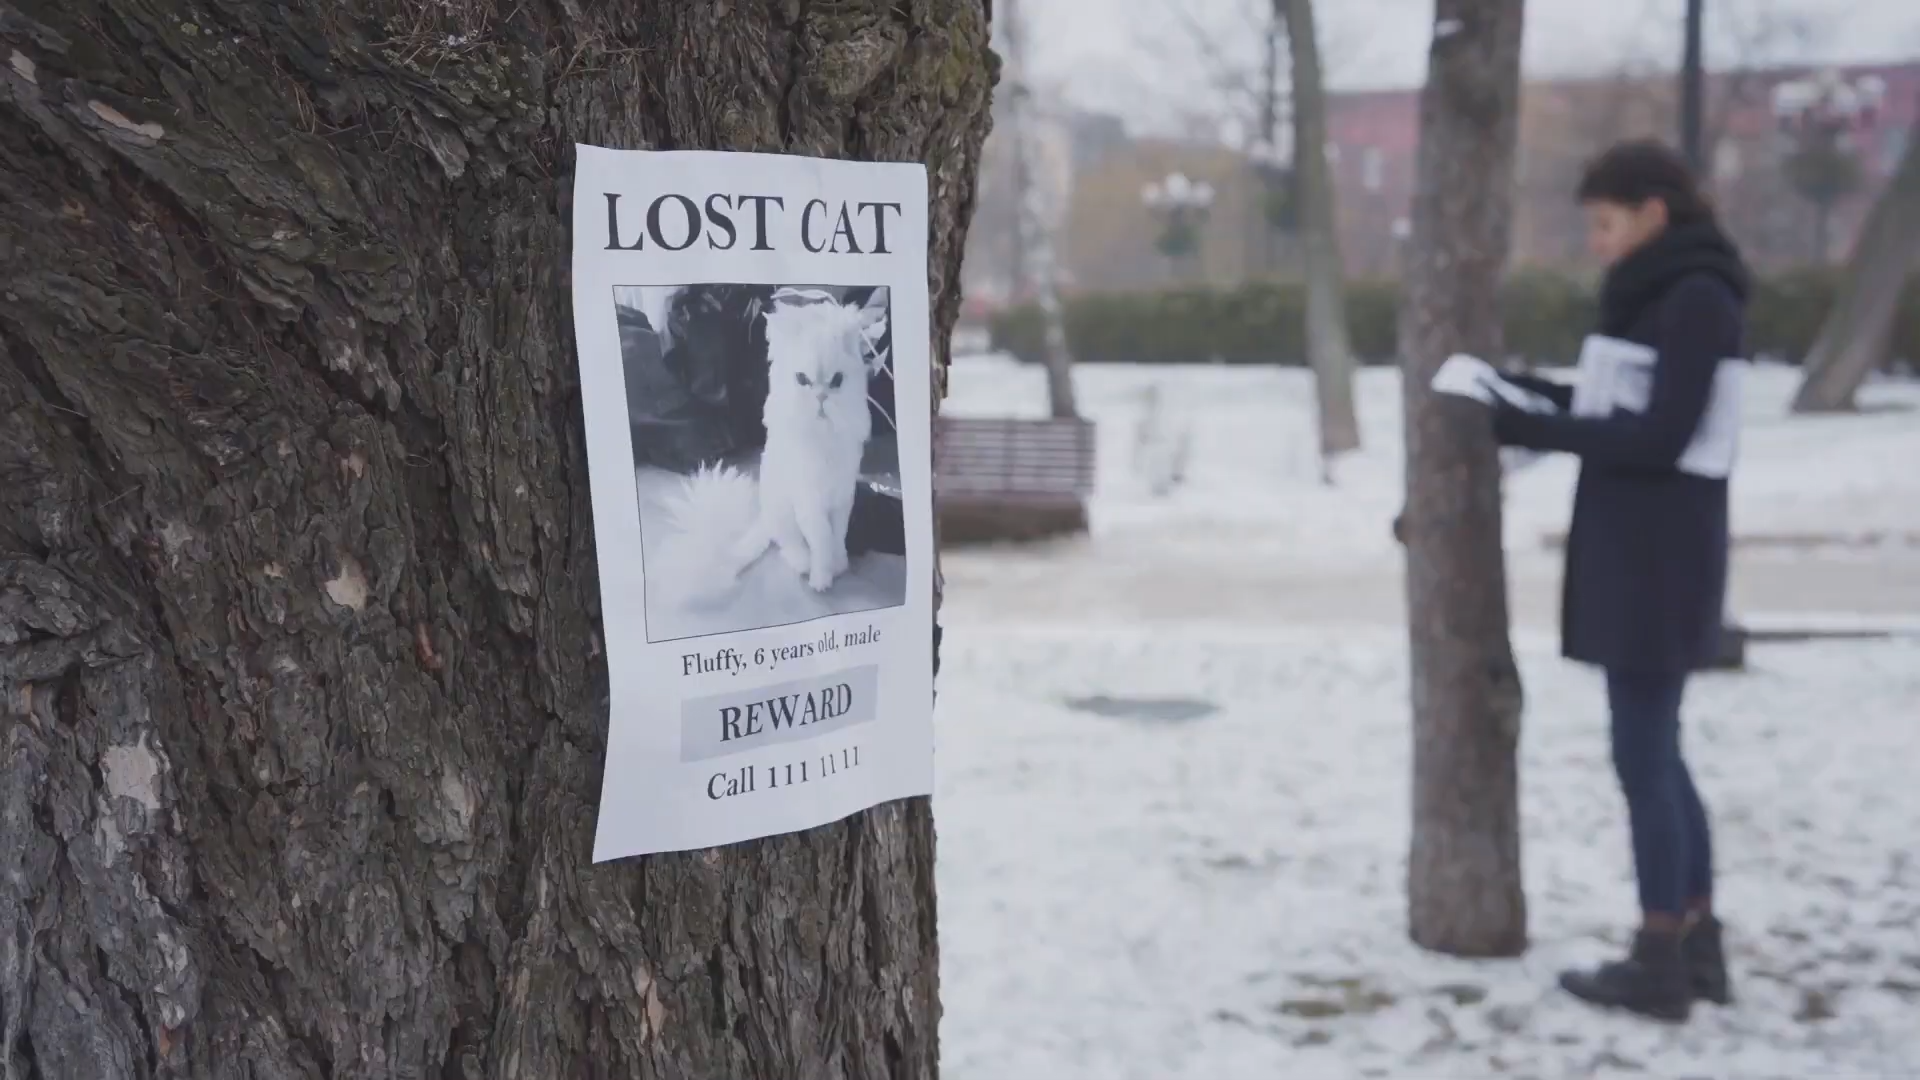 LOST CAT
Fluffy, 6 years old, male
REWARD
Call 111 11 11